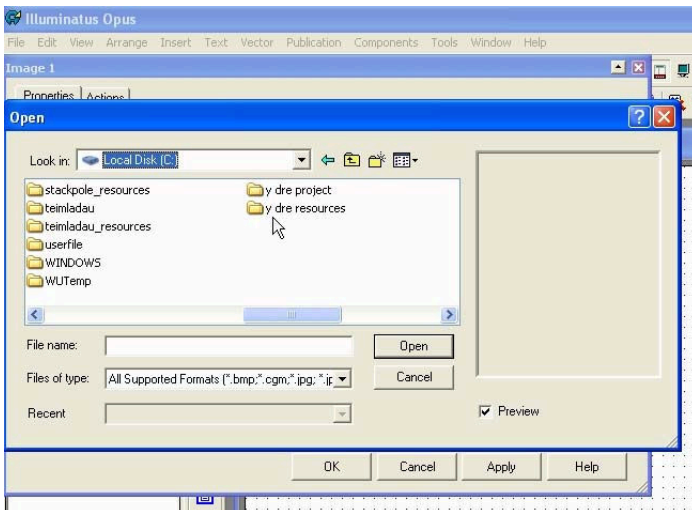 Illuminatus Opus
File Edit View Arrange Insert Text Vector Publication Components Tools Window Help
Image 1
Properties Actions
Open
Look in: Local Disk (C:)
stackpole_resources
teimladau
teimladau_resources
userfile
WINDOWS
WUTemp
y dre project
y dre resources
File name:
Open
Files of type: All Supported Formats (*.bmp;*.cgm;*.jpg; *.jp
Cancel
Recent
Preview
OK Cancel Apply Help